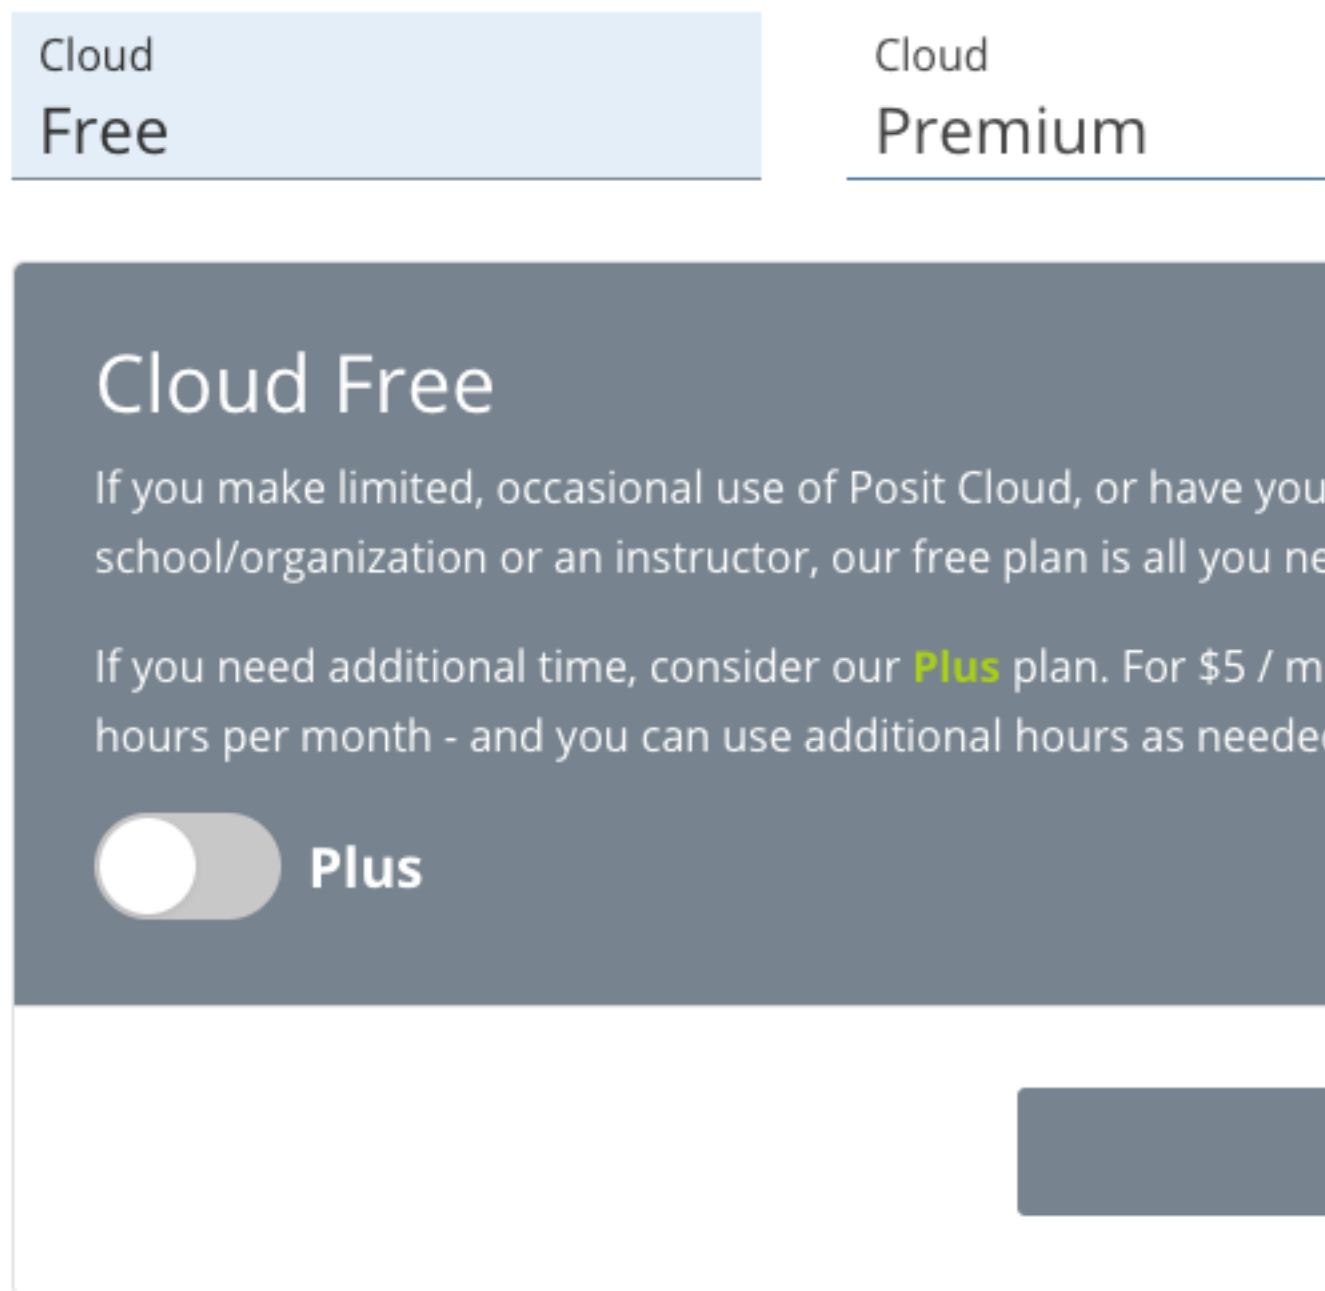 Cloud
Free
Cloud
Premium
Cloud Free
If you make limited, occasional use of Posit Cloud, or have you
school/organization or an instructor, our free plan is all you
If you need additional time, consider our Plus plan. For $5 /
hours per month - and you can use additional hours as
Plus